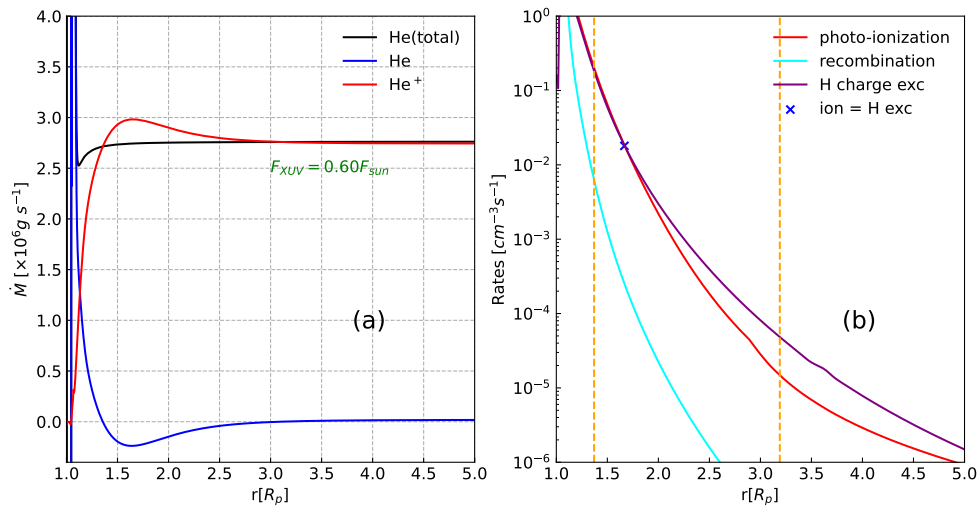 4.0
3.5
3.0
2.5
2.0
1.5
1.0
0.5
0.0
Ṁ [×10⁶g s⁻¹]
1.0 1.5 2.0 2.5 3.0 3.5 4.0 4.5 5.0
r[Rₚ]
He(total)
He
He⁺
F_XUV = 0.60F_sun
(a)
10⁰
10⁻¹
10⁻²
10⁻³
10⁻⁴
10⁻⁵
10⁻⁶
Rates [cm⁻³s⁻¹]
1.0 1.5 2.0 2.5 3.0 3.5 4.0 4.5 5.0
r[Rₚ]
photo-ionization
recombination
H charge exc
ion = H exc
(b)